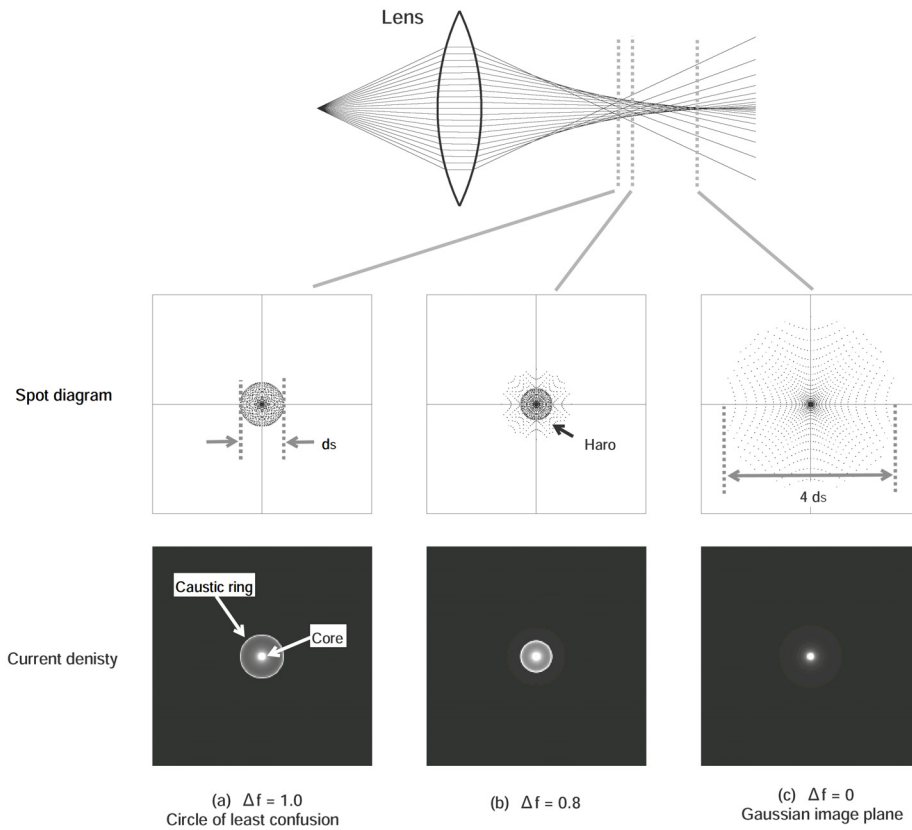 Lens
Spot diagram
ds
Haro
4 ds
Caustic ring
Core
Current denisty
(a) Δf = 1.0
Circle of least confusion
(b) Δf = 0.8
(c) Δf = 0
Gaussian image plane